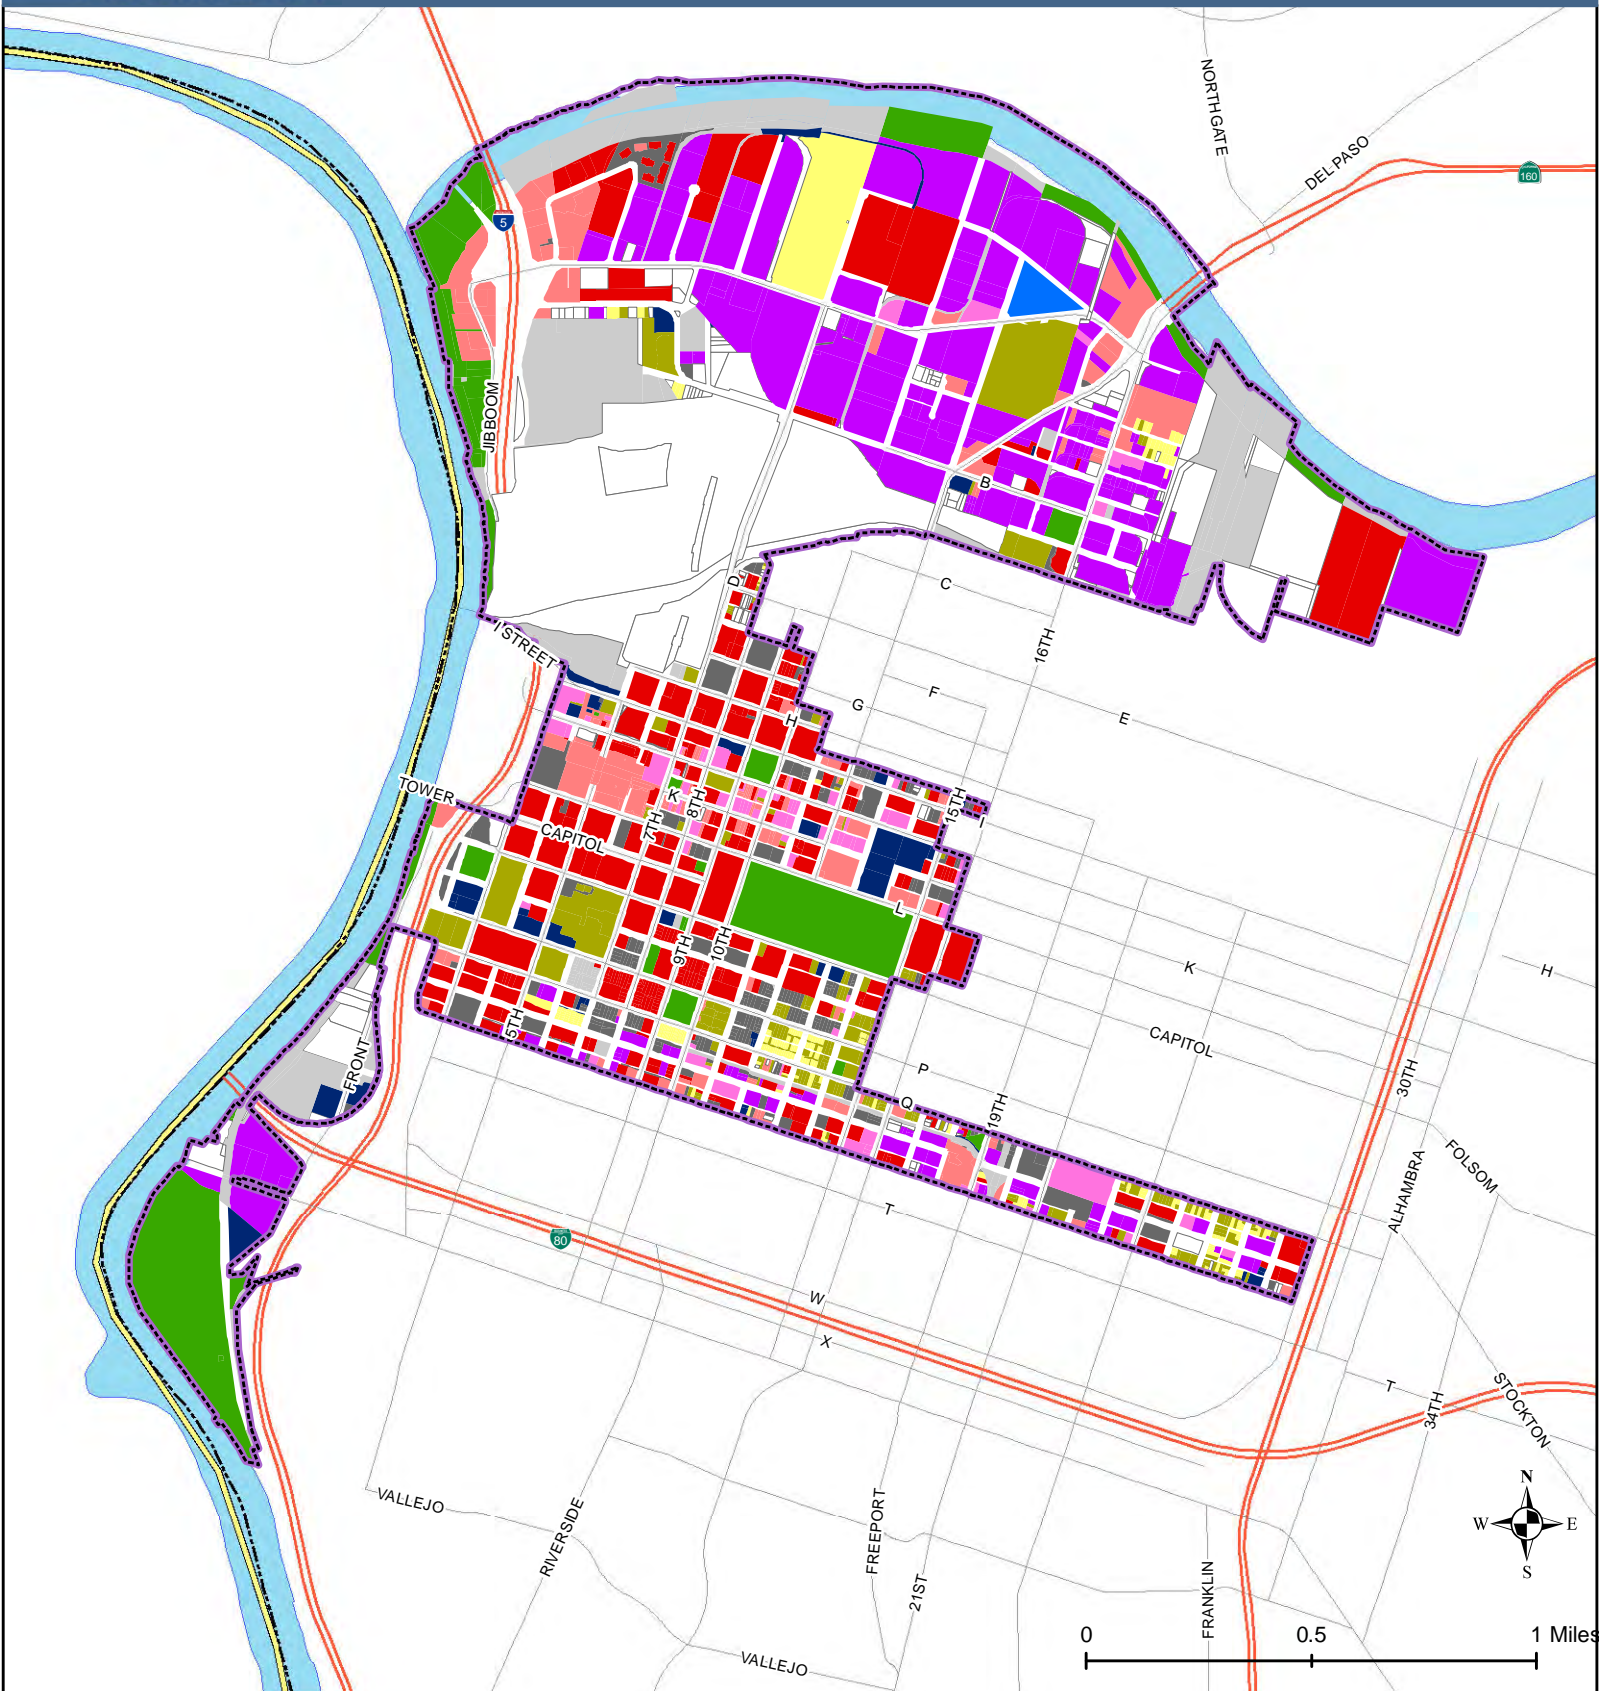 NORTHGATE
DEL PASO
160
5
JIBBOOM
B
D
C
I STREET
16TH
F
G
E
H
TOWER
K
8TH
15TH
I
7TH
CAPITOL
L
9TH
10TH
K
H
5TH
CAPITOL
FRONT
P
Q
19TH
30TH
FOLSOM
ALHAMBRA
T
80
W
X
T
34TH
STOCKTON
N
W E
S
VALLEJO
RIVERSIDE
FREEPORT
21ST
FRANKLIN
VALLEJO
0 0.5 1 Miles